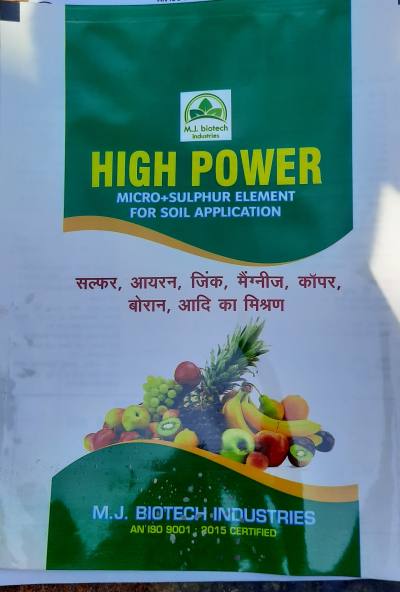 M.J. biotech
industries
HIGH POWER
MICRO+SULPHUR ELEMENT
FOR SOIL APPLICATION
सल्फर, आयरन, जिंक, मैंग्नीज, कॉपर,
बोरान, आदि का मिश्रण
M.J. BIOTECH INDUSTRIES
AN ISO 9001 : 2015 CERTIFIED